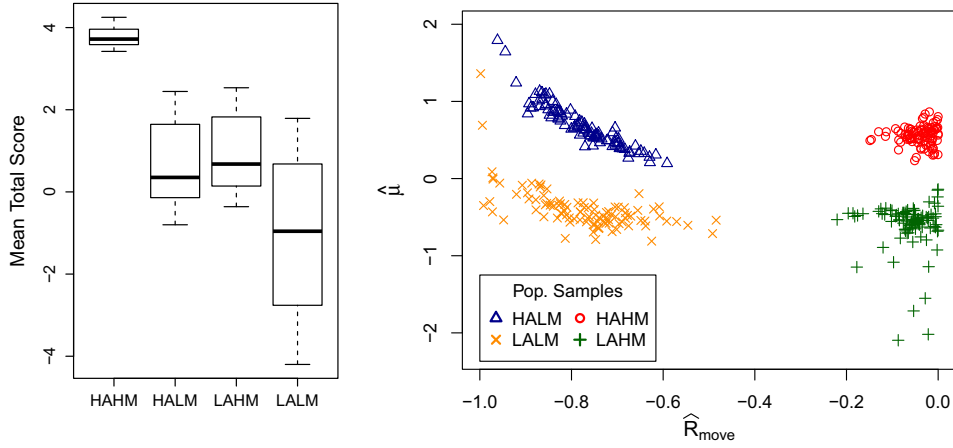 Mean Total Score
4
2
0
−2
−4
HAHM HALM LAHM LALM
μ̂
2
1
0
−1
−2
Pop. Samples
HALM HAHM
LALM LAHM
−1.0 −0.8 −0.6 −0.4 −0.2 0.0
R̂move